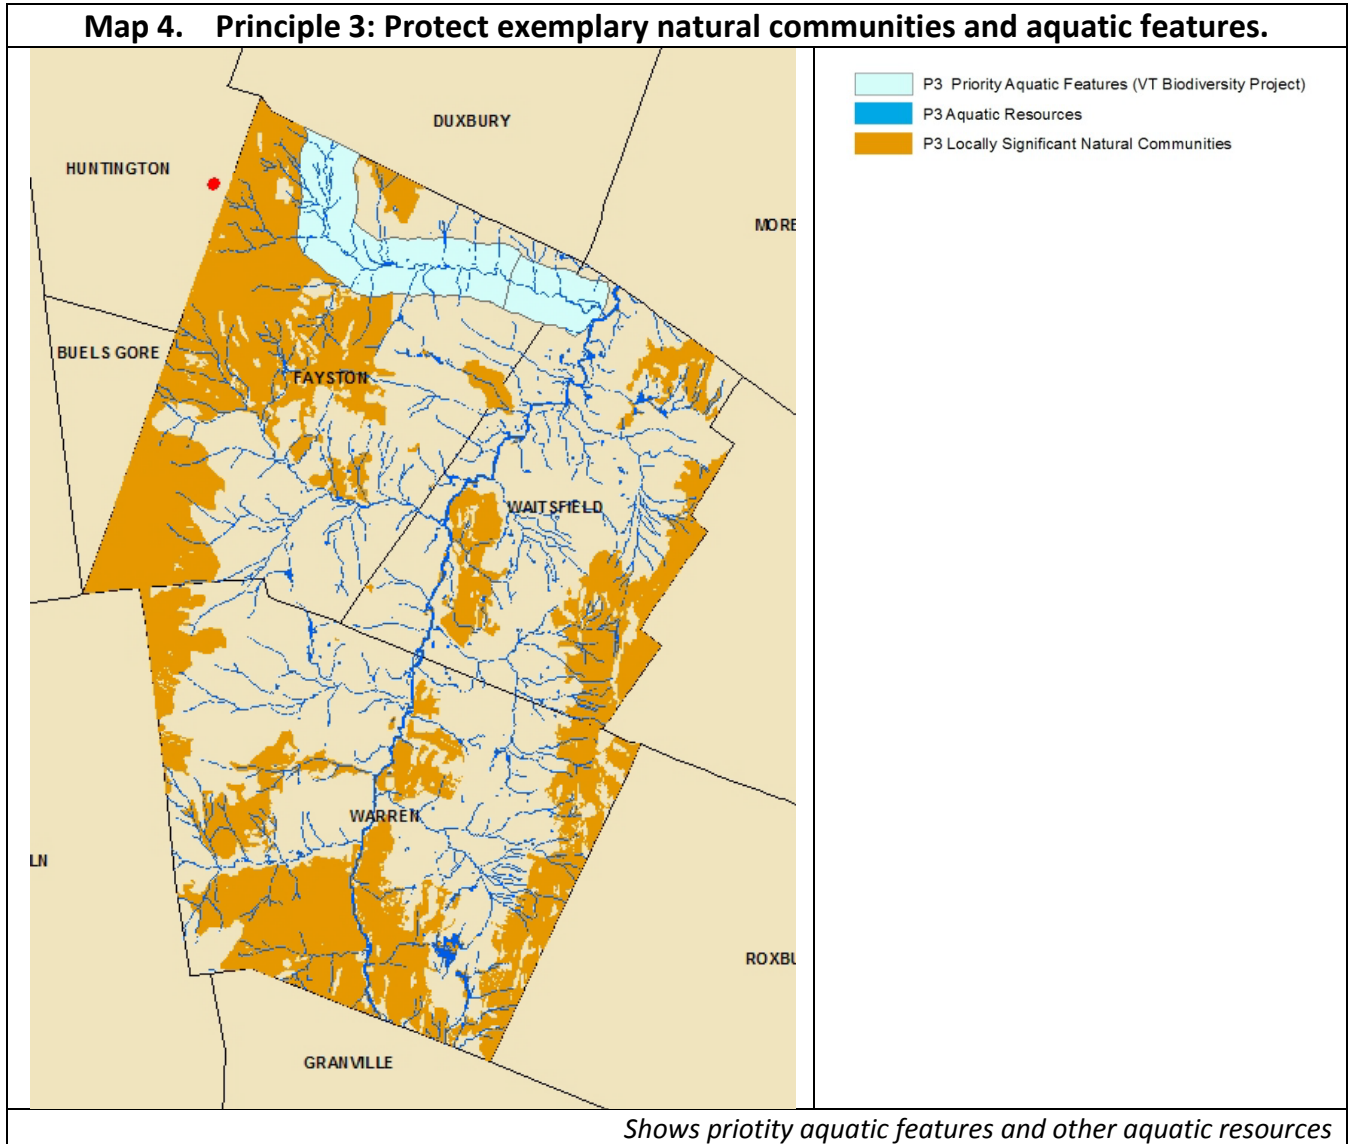 Map 4. Principle 3: Protect exemplary natural communities and aquatic features.
P3 Priority Aquatic Features (VT Biodiversity Project)
P3 Aquatic Resources
P3 Locally Significant Natural Communities
DUXBURY
HUNTINGTON
MORE
BUELS GORE
FAYSTON
WAITSFIELD
WARREN
LN
ROXBU
GRANVILLE
Shows priotity aquatic features and other aquatic resources